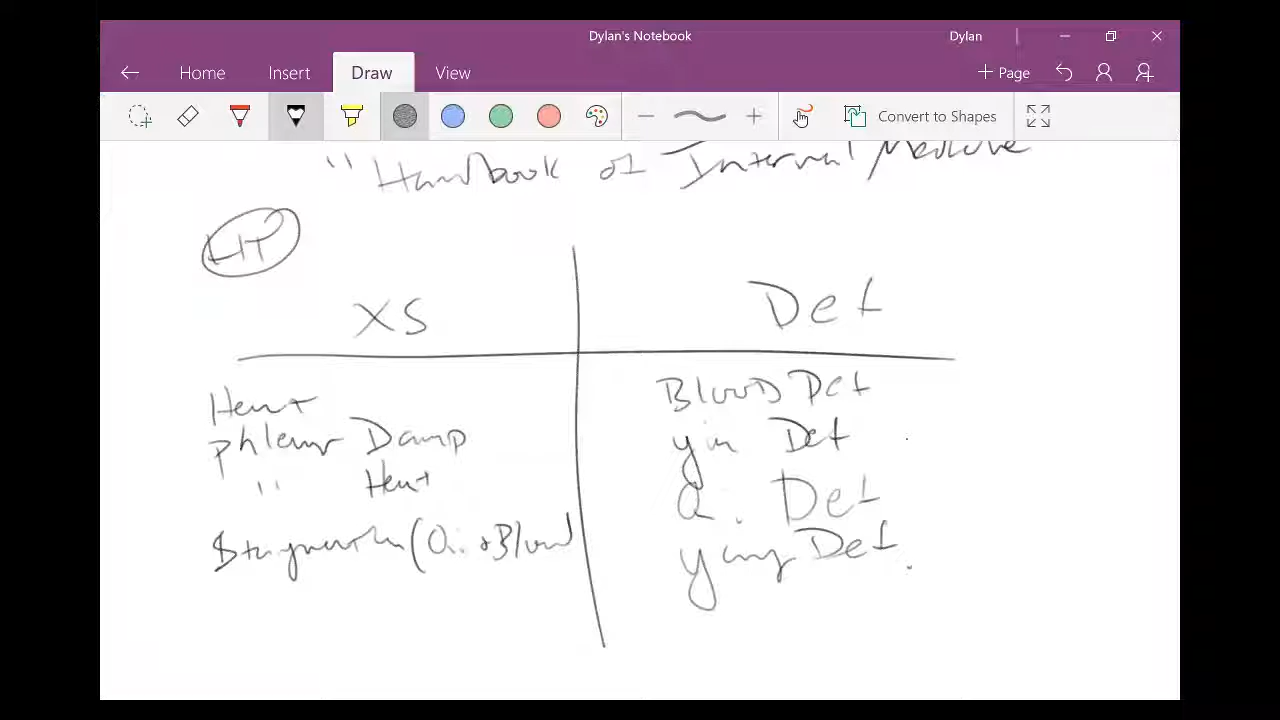 Dylan's Notebook
Dylan
Home Insert Draw View
+ Page
Convert to Shapes
"Handbook of Internal Medicine
HT
XS
Def
Heat
Blood Def
phlegm Damp
yin Def
" Heat
Qi. Def
Stagnation (Qi. + Blood
yang Def.